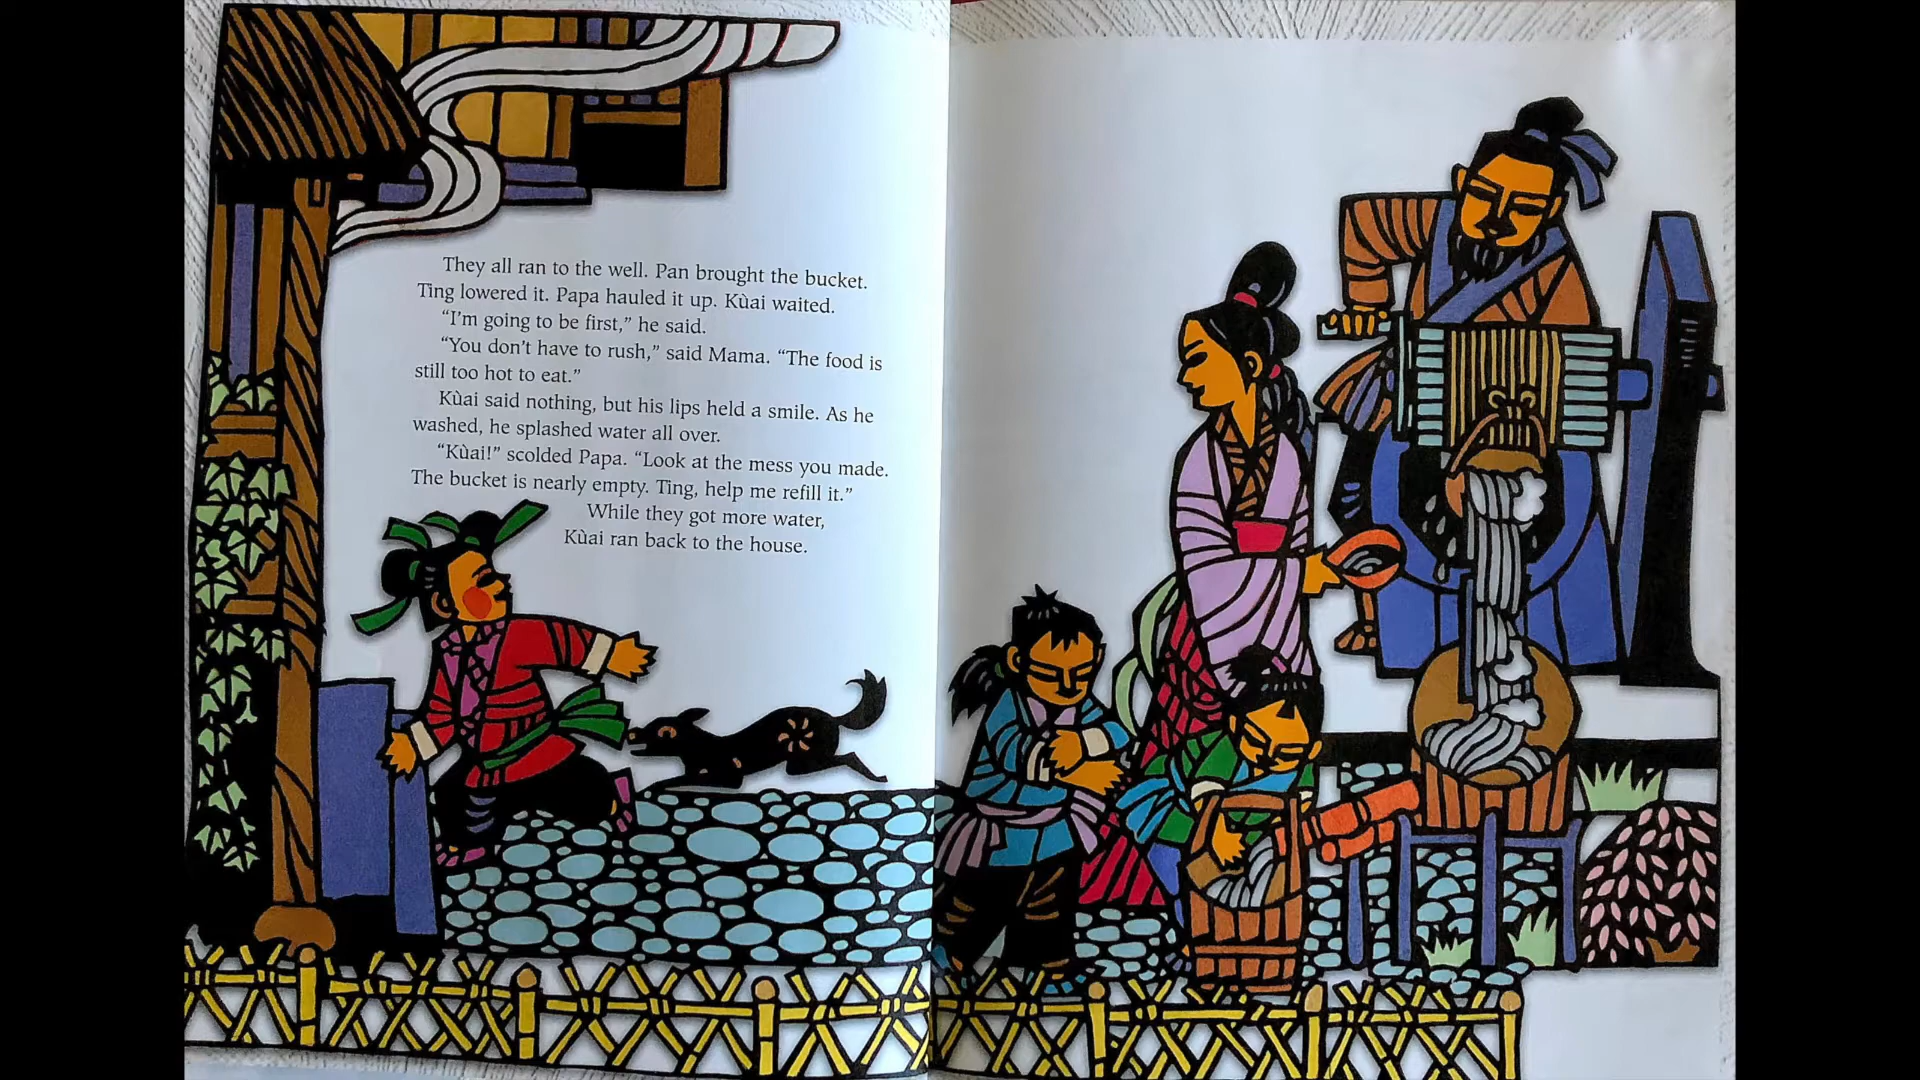 They all ran to the well. Pan brought the bucket.
Ting lowered it. Papa hauled it up. Kùai waited.
“I’m going to be first,” he said.
“You don’t have to rush,” said Mama. “The food is
still too hot to eat.”
Kùai said nothing, but his lips held a smile. As he
washed, he splashed water all over.
“Kùai!” scolded Papa. “Look at the mess you made.
The bucket is nearly empty. Ting, help me refill it.”
While they got more water,
Kùai ran back to the house.